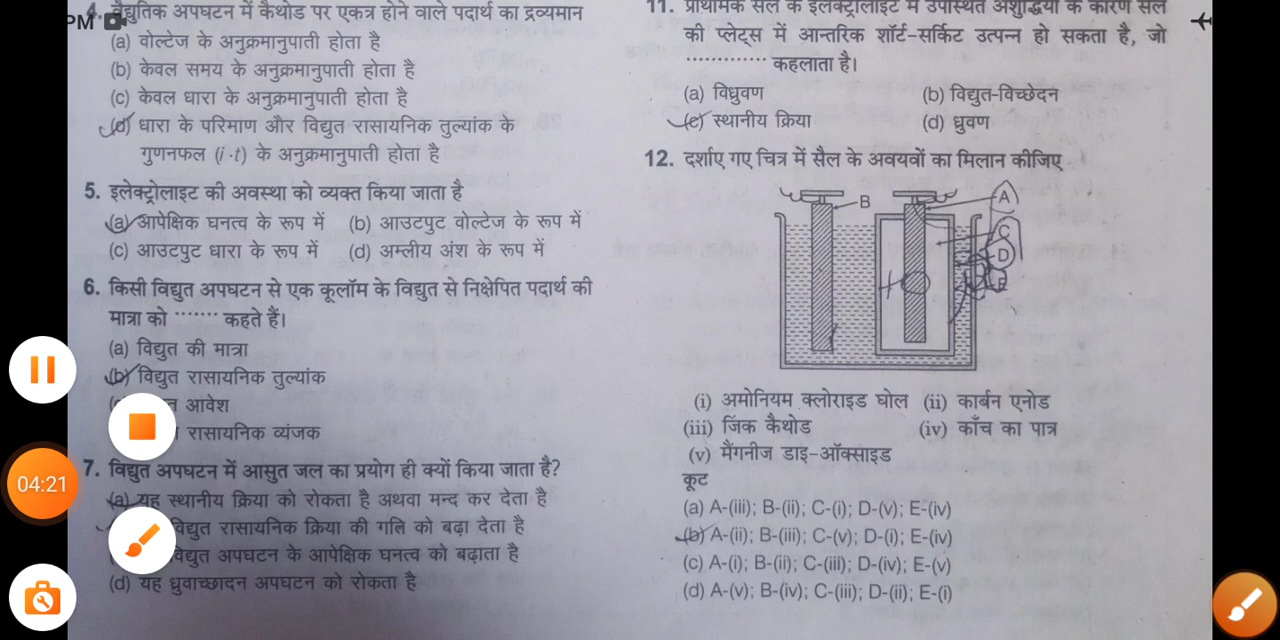 PM
4. वैद्युतिक अपघटन में कैथोड पर एकत्र होने वाले पदार्थ का द्रव्यमान
(a) वोल्टेज के अनुक्रमानुपाती होता है
(b) केवल समय के अनुक्रमानुपाती होता है
(c) केवल धारा के अनुक्रमानुपाती होता है
(d) धारा के परिमाण और विद्युत रासायनिक तुल्यांक के
गुणनफल (i·t) के अनुक्रमानुपाती होता है
5. इलेक्ट्रोलाइट की अवस्था को व्यक्त किया जाता है
(a) आपेक्षिक घनत्व के रूप में (b) आउटपुट वोल्टेज के रूप में
(c) आउटपुट धारा के रूप में (d) अम्लीय अंश के रूप में
6. किसी विद्युत अपघटन से एक कूलॉम के विद्युत से निक्षेपित पदार्थ की
मात्रा को ······· कहते हैं।
(a) विद्युत की मात्रा
(b) विद्युत रासायनिक तुल्यांक
आवेश
रासायनिक व्यंजक
04:21
7. विद्युत अपघटन में आसुत जल का प्रयोग ही क्यों किया जाता है?
(a) यह स्थानीय क्रिया को रोकता है अथवा मन्द कर देता है
विद्युत रासायनिक क्रिया की गति को बढ़ा देता है
विद्युत अपघटन के आपेक्षिक घनत्व को बढ़ाता है
(d) यह ध्रुवाच्छादन अपघटन को रोकता है
11. प्राथमिक सेल के इलेक्ट्रोलाइट में उपस्थित अशुद्धियों के कारण सेल
की प्लेट्स में आन्तरिक शॉर्ट-सर्किट उत्पन्न हो सकता है, जो
·············· कहलाता है।
(a) विध्रुवण (b) विद्युत-विच्छेदन
(c) स्थानीय क्रिया (d) ध्रुवण
12. दर्शाए गए चित्र में सैल के अवयवों का मिलान कीजिए
B
A
C
D
E
(i) अमोनियम क्लोराइड घोल (ii) कार्बन एनोड
(iii) जिंक कैथोड (iv) काँच का पात्र
(v) मैंगनीज डाइ-ऑक्साइड
कूट
(a) A-(iii); B-(ii); C-(i); D-(v); E-(iv)
(b) A-(ii); B-(iii); C-(v); D-(i); E-(iv)
(c) A-(i); B-(ii); C-(iii); D-(iv); E-(v)
(d) A-(v); B-(iv); C-(iii); D-(ii); E-(i)